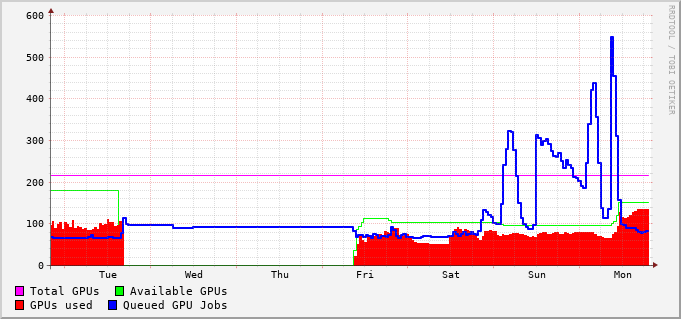 600
500
400
300
200
100
0
Tue Wed Thu Fri Sat Sun Mon
Total GPUs Available GPUs
GPUs used Queued GPU Jobs
RRDTOOL / TOBI OETIKER